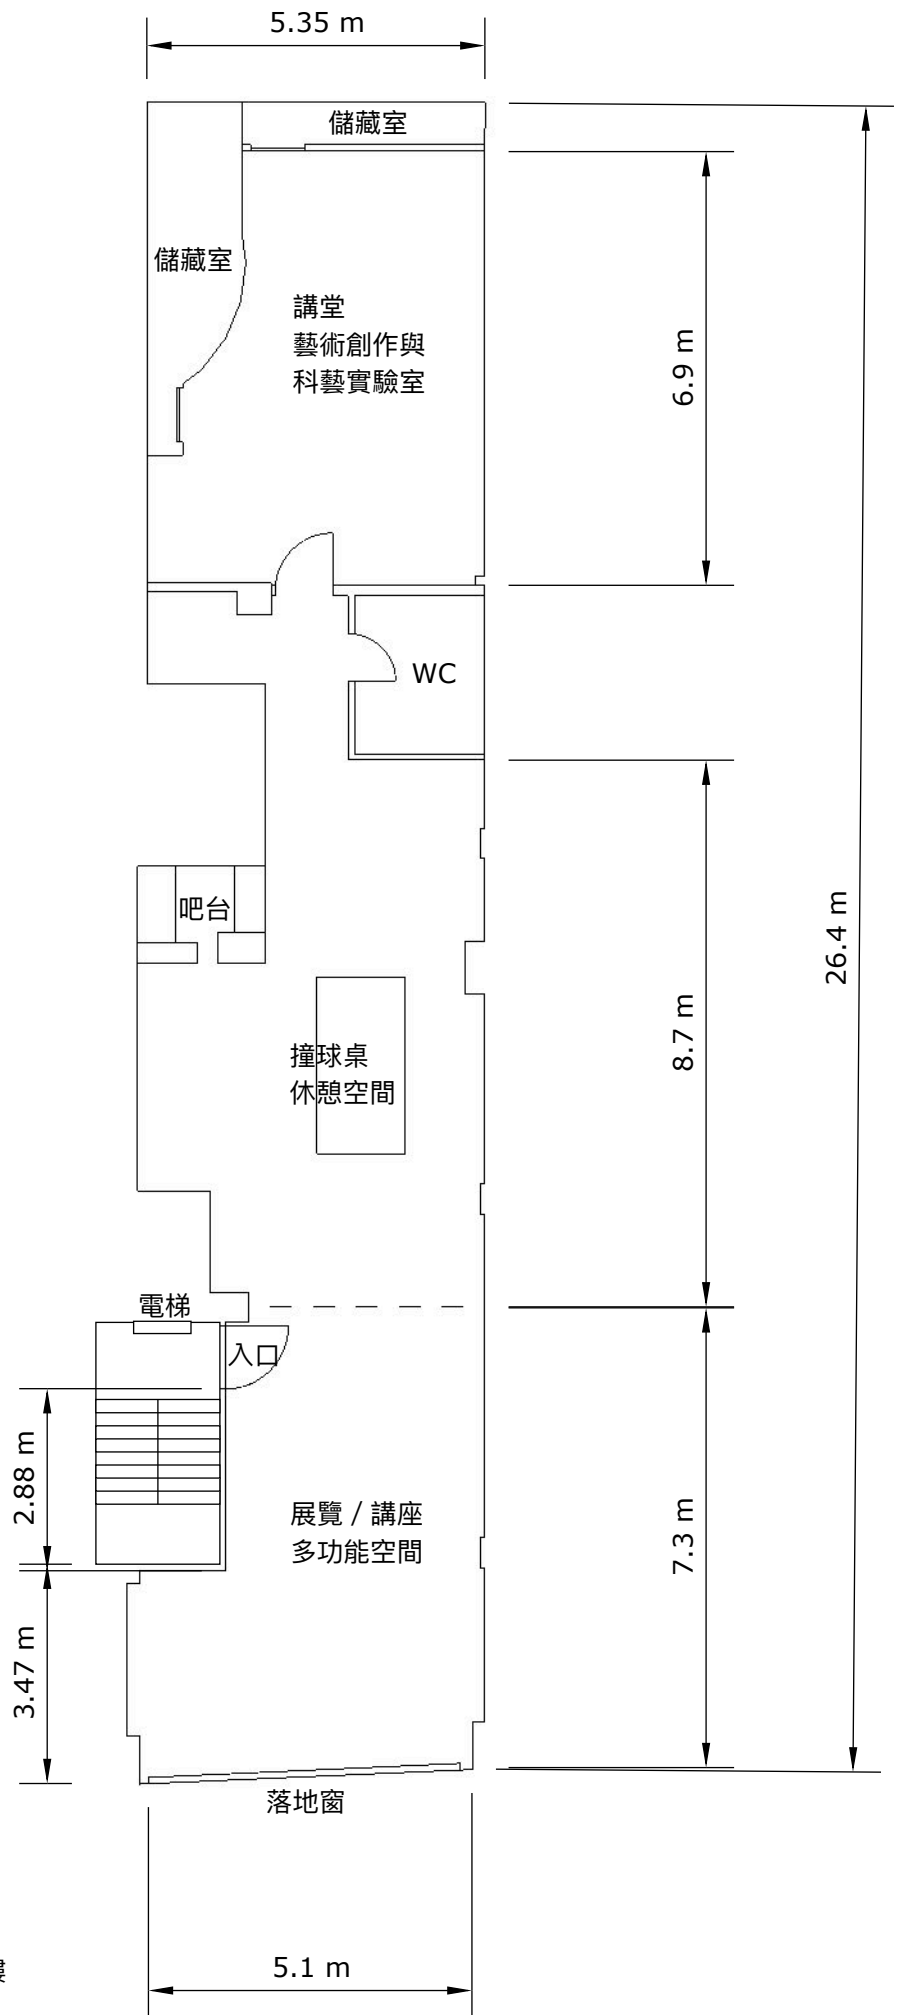 5.35 m
儲藏室
儲藏室
講堂
藝術創作與
科藝實驗室
6.9 m
WC
吧台
26.4 m
撞球桌
休憩空間
8.7 m
電梯
入口
2.88 m
展覽 / 講座
多功能空間
7.3 m
3.47 m
落地窗
5.1 m